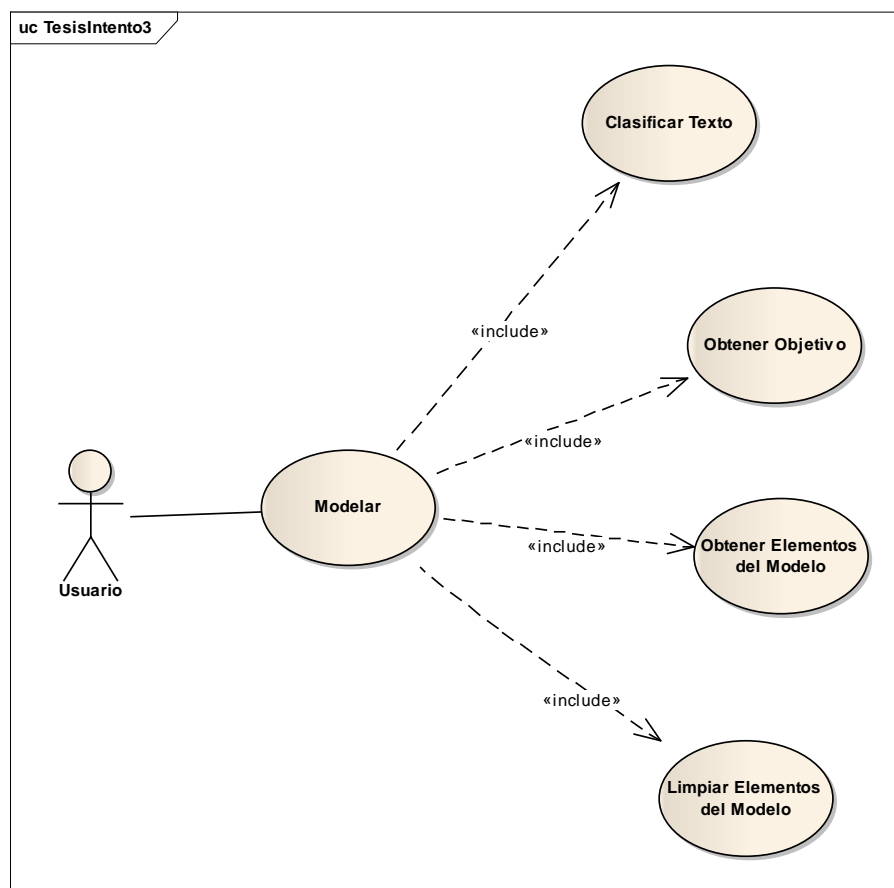 uc TesisIntento3
Clasificar Texto
«include»
Obtener Objetivo
«include»
Modelar
Obtener Elementos
del Modelo
«include»
Usuario
«include»
Limpiar Elementos
del Modelo